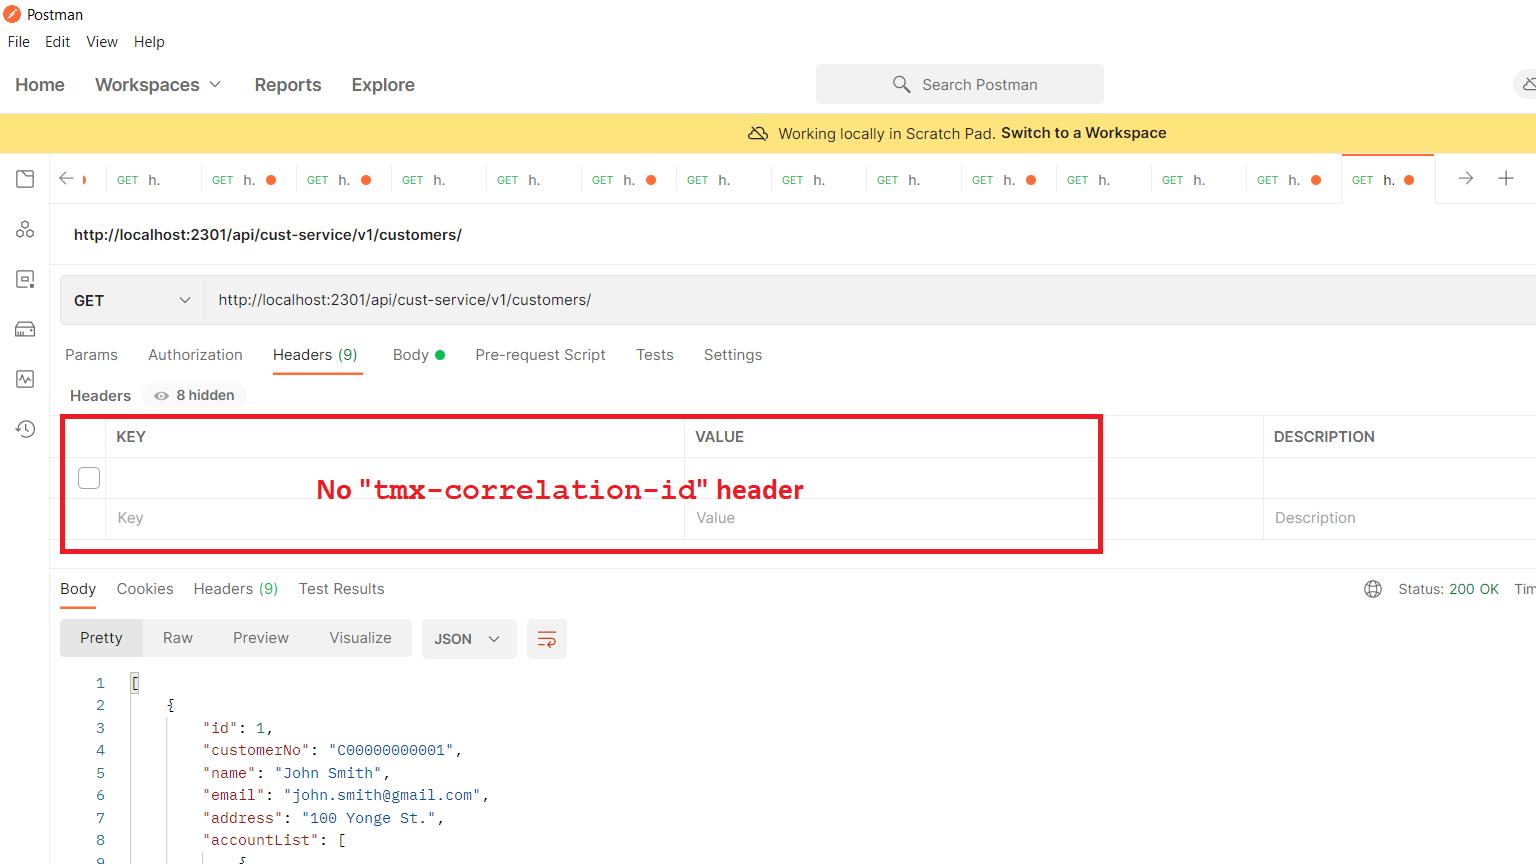 Postman
File Edit View Help
Home Workspaces Reports Explore Search Postman
Working locally in Scratch Pad. Switch to a Workspace
GET h. GET h. GET h. GET h. GET h. GET h. GET h. GET h. GET h. GET h. GET h. GET h. GET h. GET h.
http://localhost:2301/api/cust-service/v1/customers/
GET http://localhost:2301/api/cust-service/v1/customers/
Params Authorization Headers (9) Body Pre-request Script Tests Settings
Headers 8 hidden
KEY VALUE DESCRIPTION
No "tmx-correlation-id" header
Key Value Description
Body Cookies Headers (9) Test Results Status: 200 OK
Pretty Raw Preview Visualize JSON
1 [
2 {
3 "id": 1,
4 "customerNo": "C00000000001",
5 "name": "John Smith",
6 "email": "john.smith@gmail.com",
7 "address": "100 Yonge St.",
8 "accountList": [
9 {